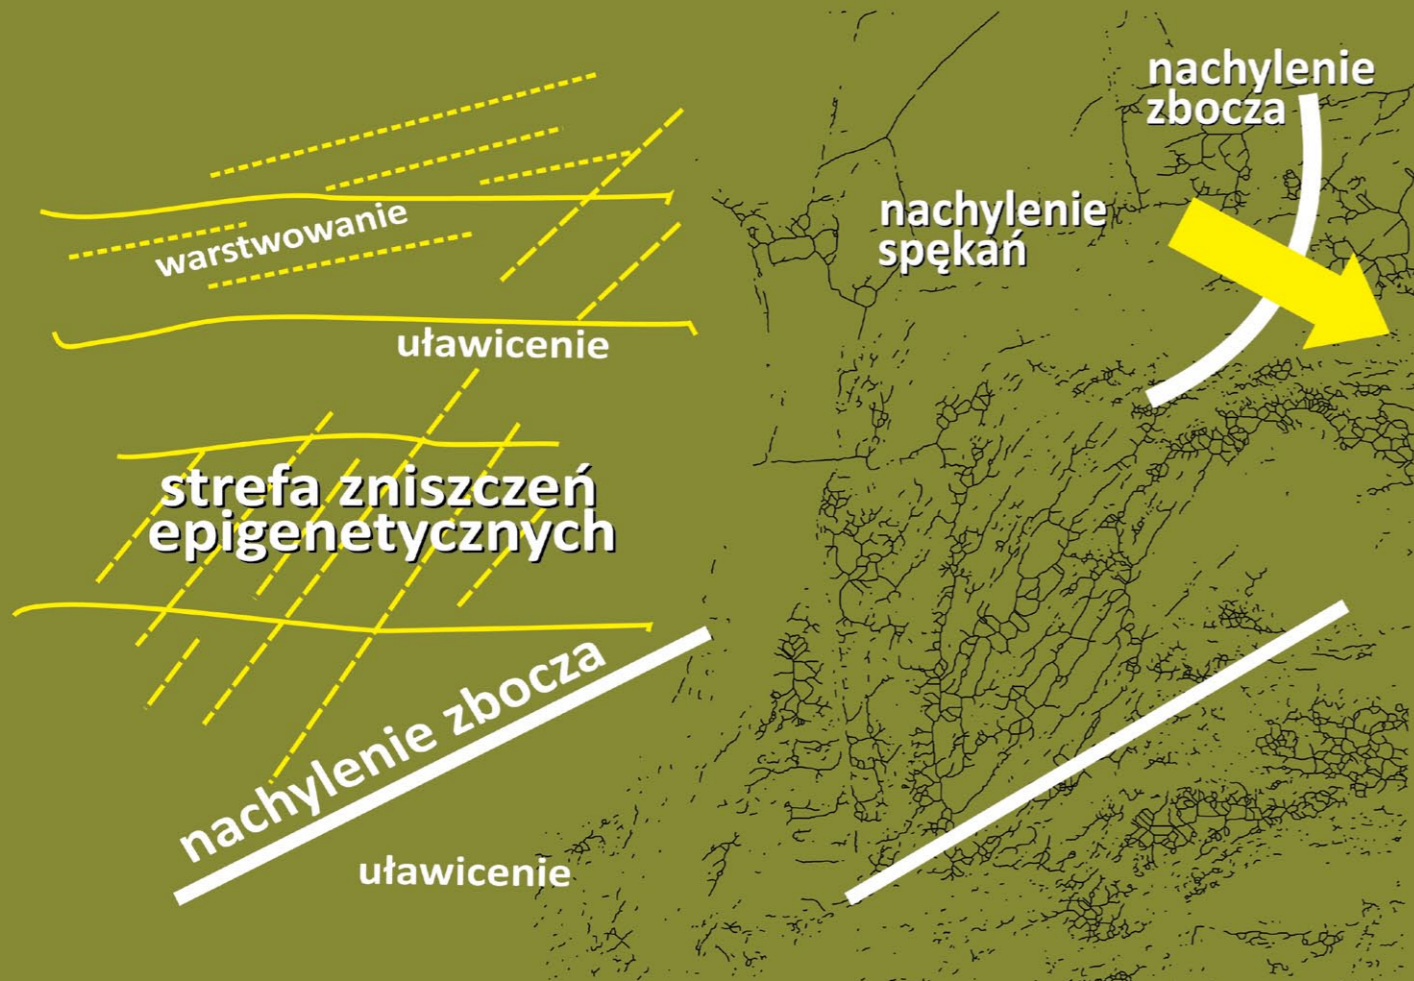 nachylenie
zbocza
nachylenie
spękań
warstwowanie
uławicenie
strefa zniszczeń
epigenetycznych
nachylenie zbocza
uławicenie